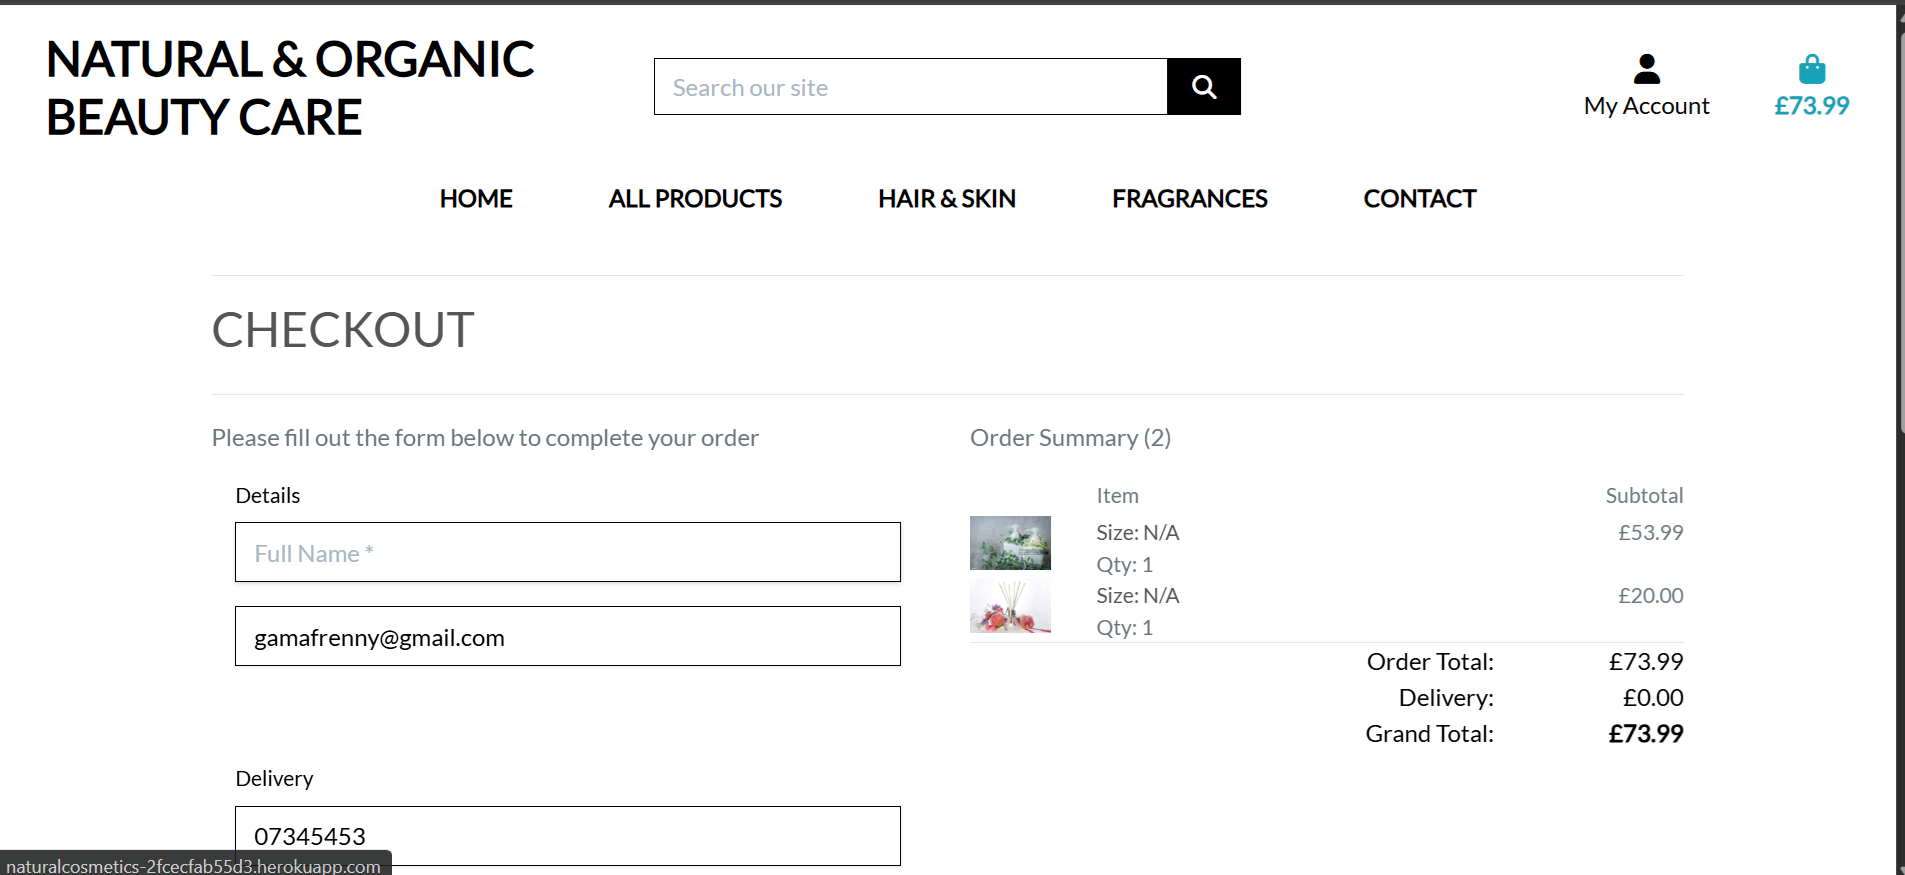 NATURAL & ORGANIC
BEAUTY CARE
Search our site
My Account
£73.99
HOME
ALL PRODUCTS
HAIR & SKIN
FRAGRANCES
CONTACT
CHECKOUT
Please fill out the form below to complete your order
Details
Full Name *
gamafrenny@gmail.com
Delivery
07345453
Order Summary (2)
Item Subtotal
Size: N/A £53.99
Qty: 1
Size: N/A £20.00
Qty: 1
Order Total: £73.99
Delivery: £0.00
Grand Total: £73.99
naturalcosmetics-2fcecfab55d3.herokuapp.com